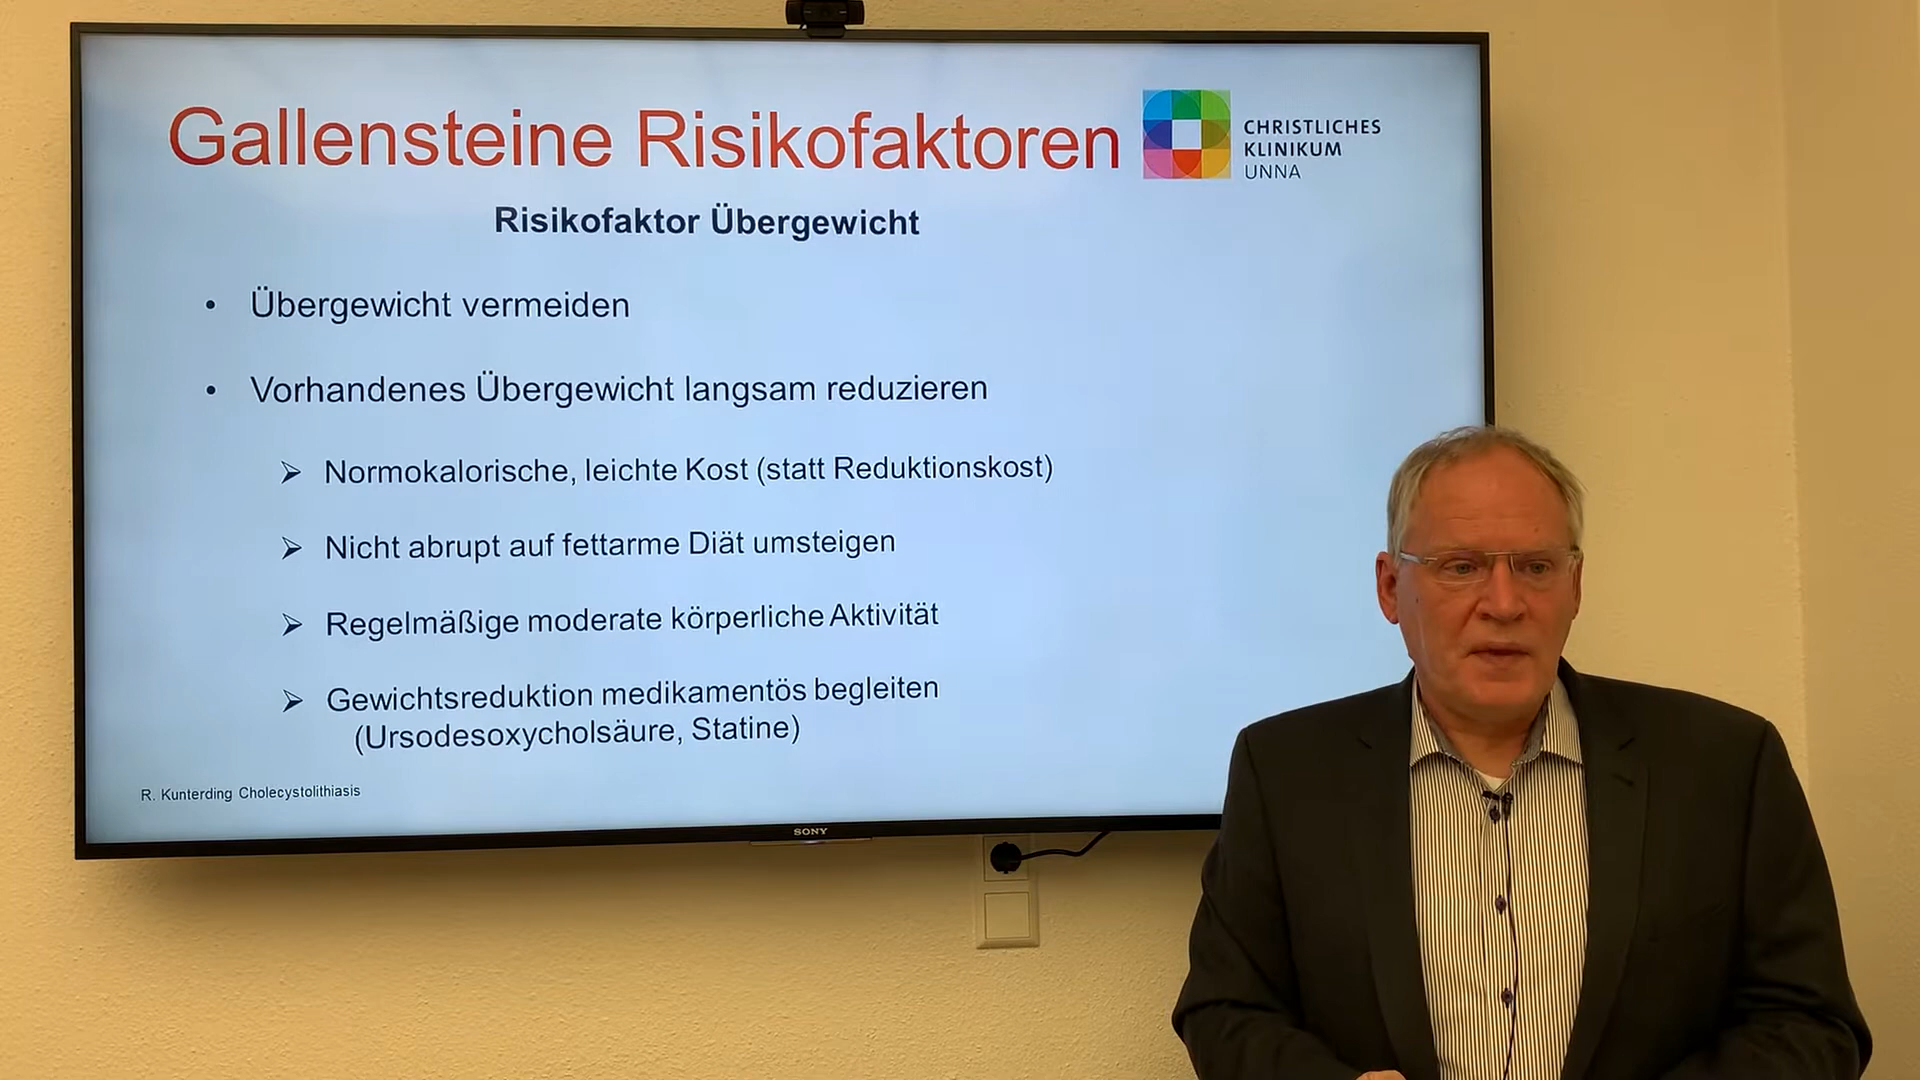 Gallensteine Risikofaktoren
CHRISTLICHES
KLINIKUM
UNNA
Risikofaktor Übergewicht
• Übergewicht vermeiden
• Vorhandenes Übergewicht langsam reduzieren
➢ Normokalorische, leichte Kost (statt Reduktionskost)
➢ Nicht abrupt auf fettarme Diät umsteigen
➢ Regelmäßige moderate körperliche Aktivität
➢ Gewichtsreduktion medikamentös begleiten
(Ursodesoxycholsäure, Statine)
R. Kunterding Cholecystolithiasis
SONY